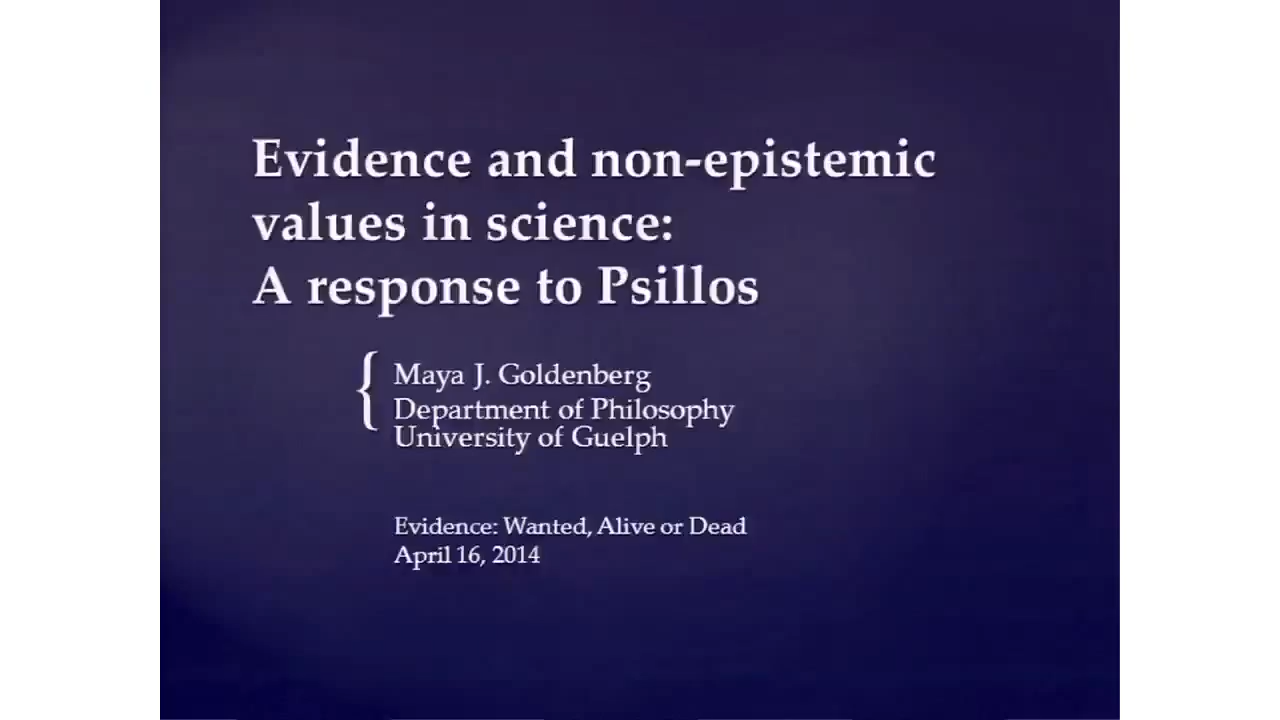 Evidence and non-epistemic
values in science:
A response to Psillos
{ Maya J. Goldenberg
Department of Philosophy
University of Guelph
Evidence: Wanted, Alive or Dead
April 16, 2014